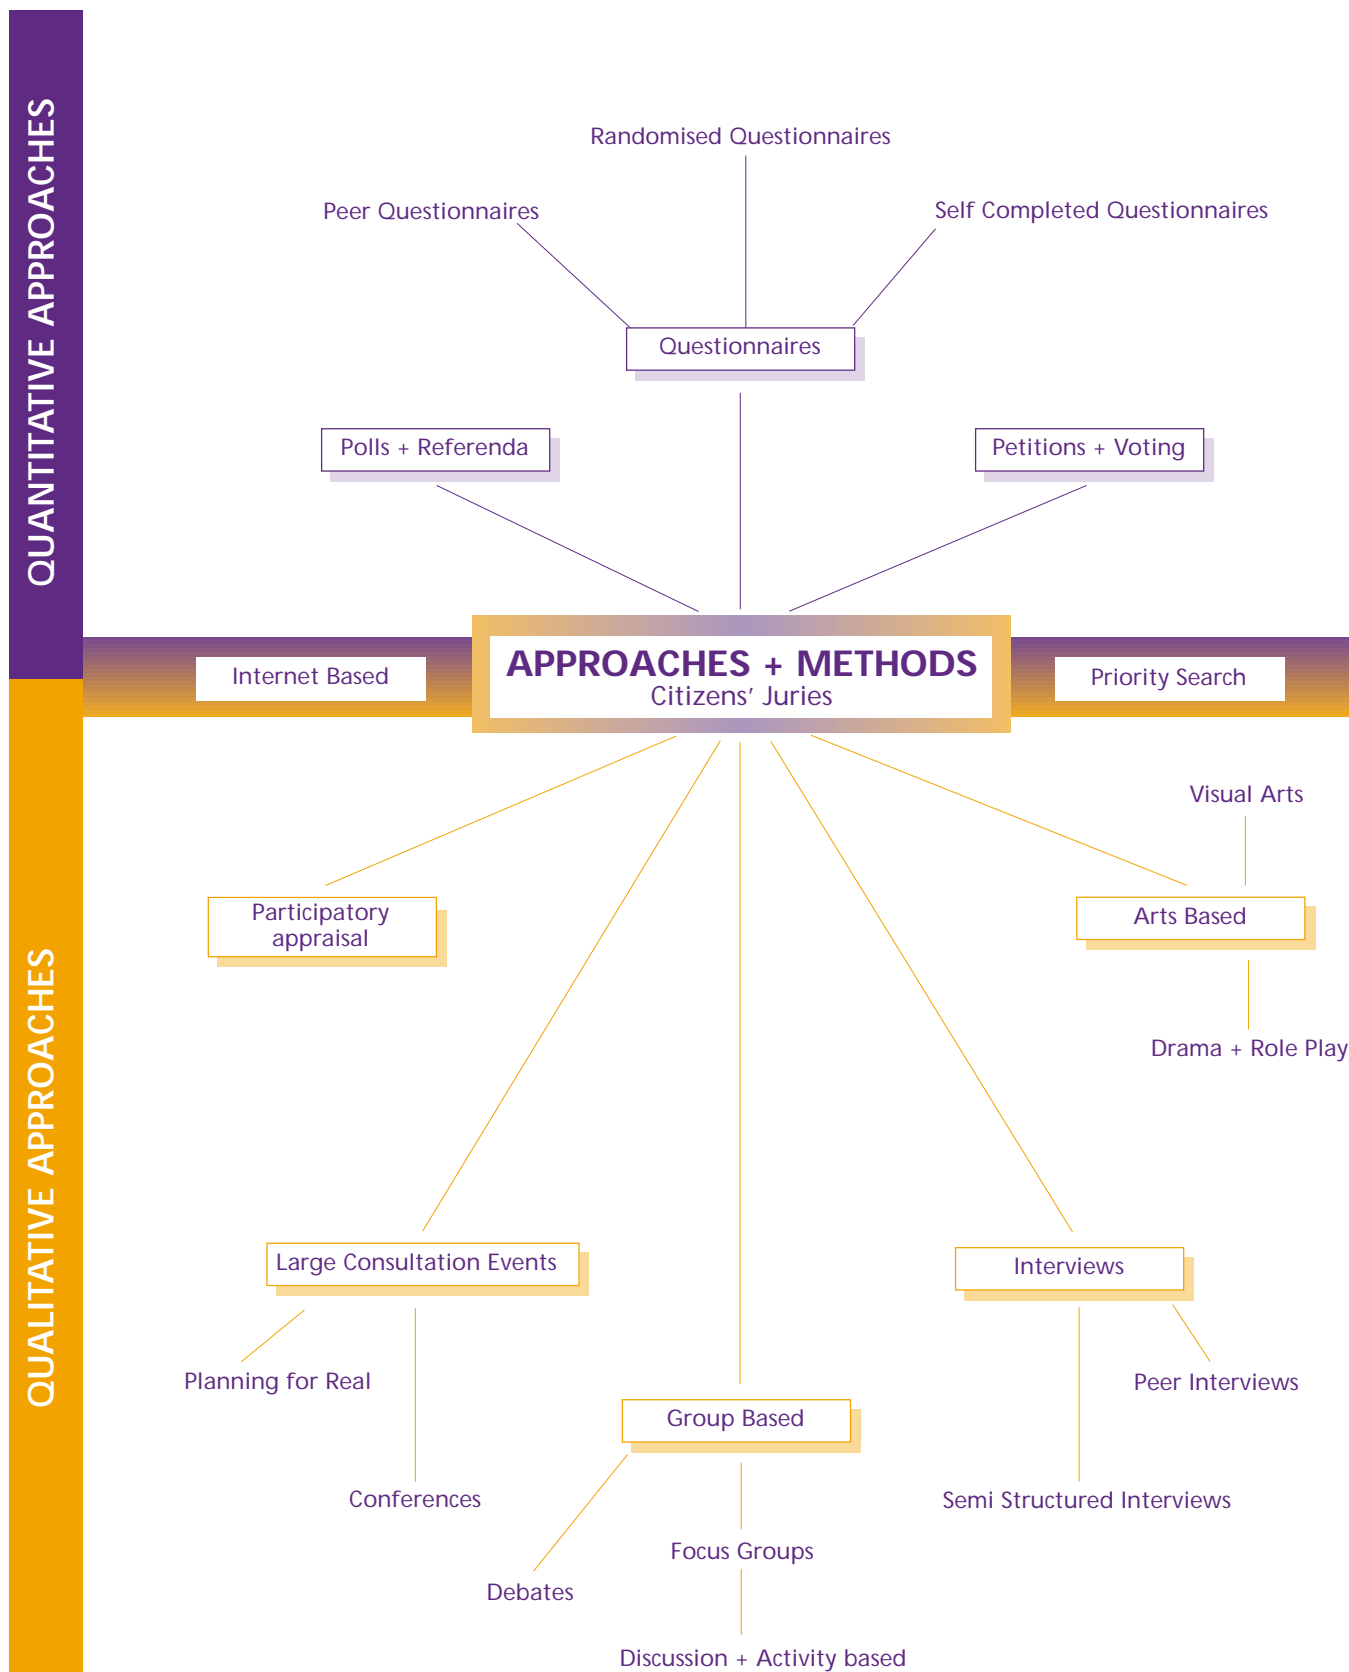 QUANTITATIVE APPROACHES
Randomised Questionnaires
Peer Questionnaires
Self Completed Questionnaires
Questionnaires
Polls + Referenda
Petitions + Voting
APPROACHES + METHODS
Citizens’ Juries
Internet Based
Priority Search
QUALITATIVE APPROACHES
Visual Arts
Participatory
appraisal
Arts Based
Drama + Role Play
Large Consultation Events
Interviews
Planning for Real
Peer Interviews
Group Based
Conferences
Semi Structured Interviews
Focus Groups
Debates
Discussion + Activity based